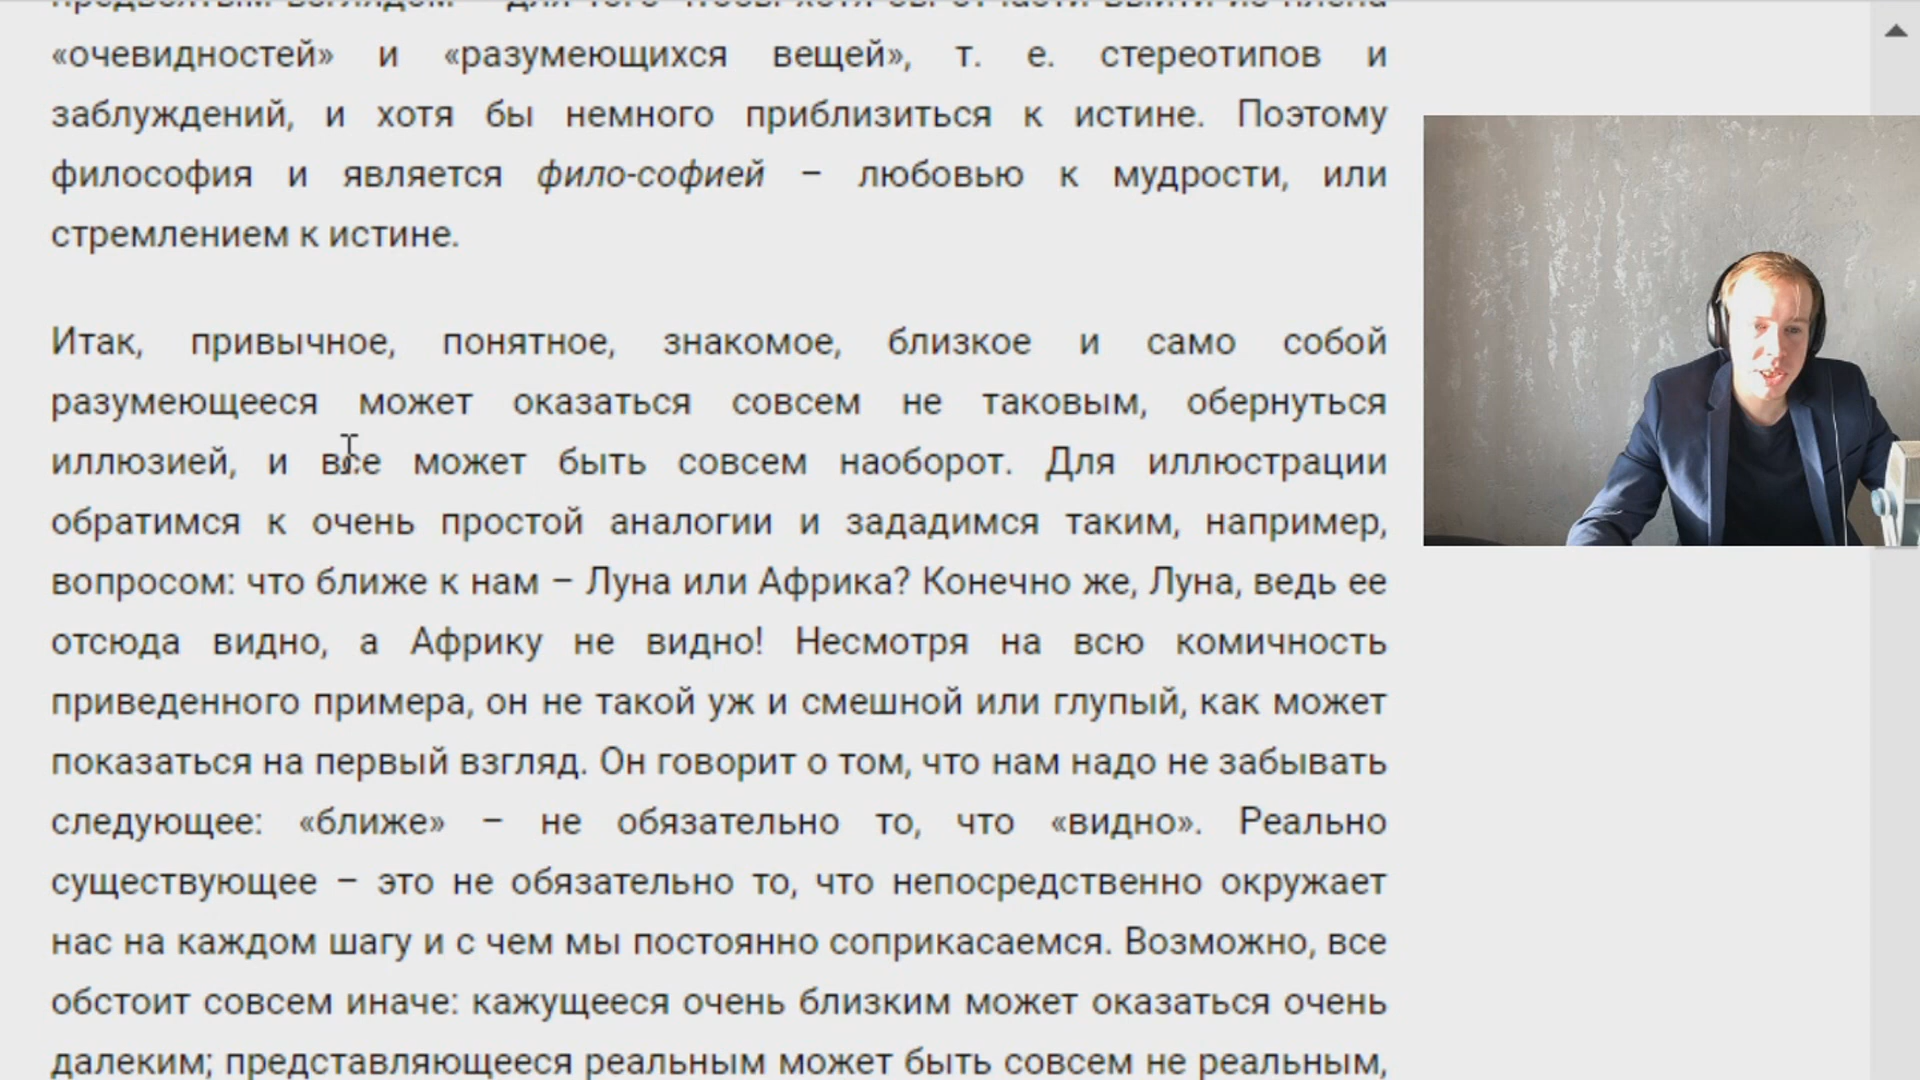 «очевидностей» и «разумеющихся вещей», т. е. стереотипов и
заблуждений, и хотя бы немного приблизиться к истине. Поэтому
философия и является фило-софией – любовью к мудрости, или
стремлением к истине.
Итак, привычное, понятное, знакомое, близкое и само собой
разумеющееся может оказаться совсем не таковым, обернуться
иллюзией, и все может быть совсем наоборот. Для иллюстрации
обратимся к очень простой аналогии и зададимся таким, например,
вопросом: что ближе к нам – Луна или Африка? Конечно же, Луна, ведь ее
отсюда видно, а Африку не видно! Несмотря на всю комичность
приведенного примера, он не такой уж и смешной или глупый, как может
показаться на первый взгляд. Он говорит о том, что нам надо не забывать
следующее: «ближе» – не обязательно то, что «видно». Реально
существующее – это не обязательно то, что непосредственно окружает
нас на каждом шагу и с чем мы постоянно соприкасаемся. Возможно, все
обстоит совсем иначе: кажущееся очень близким может оказаться очень
далеким; представляющееся реальным может быть совсем не реальным,